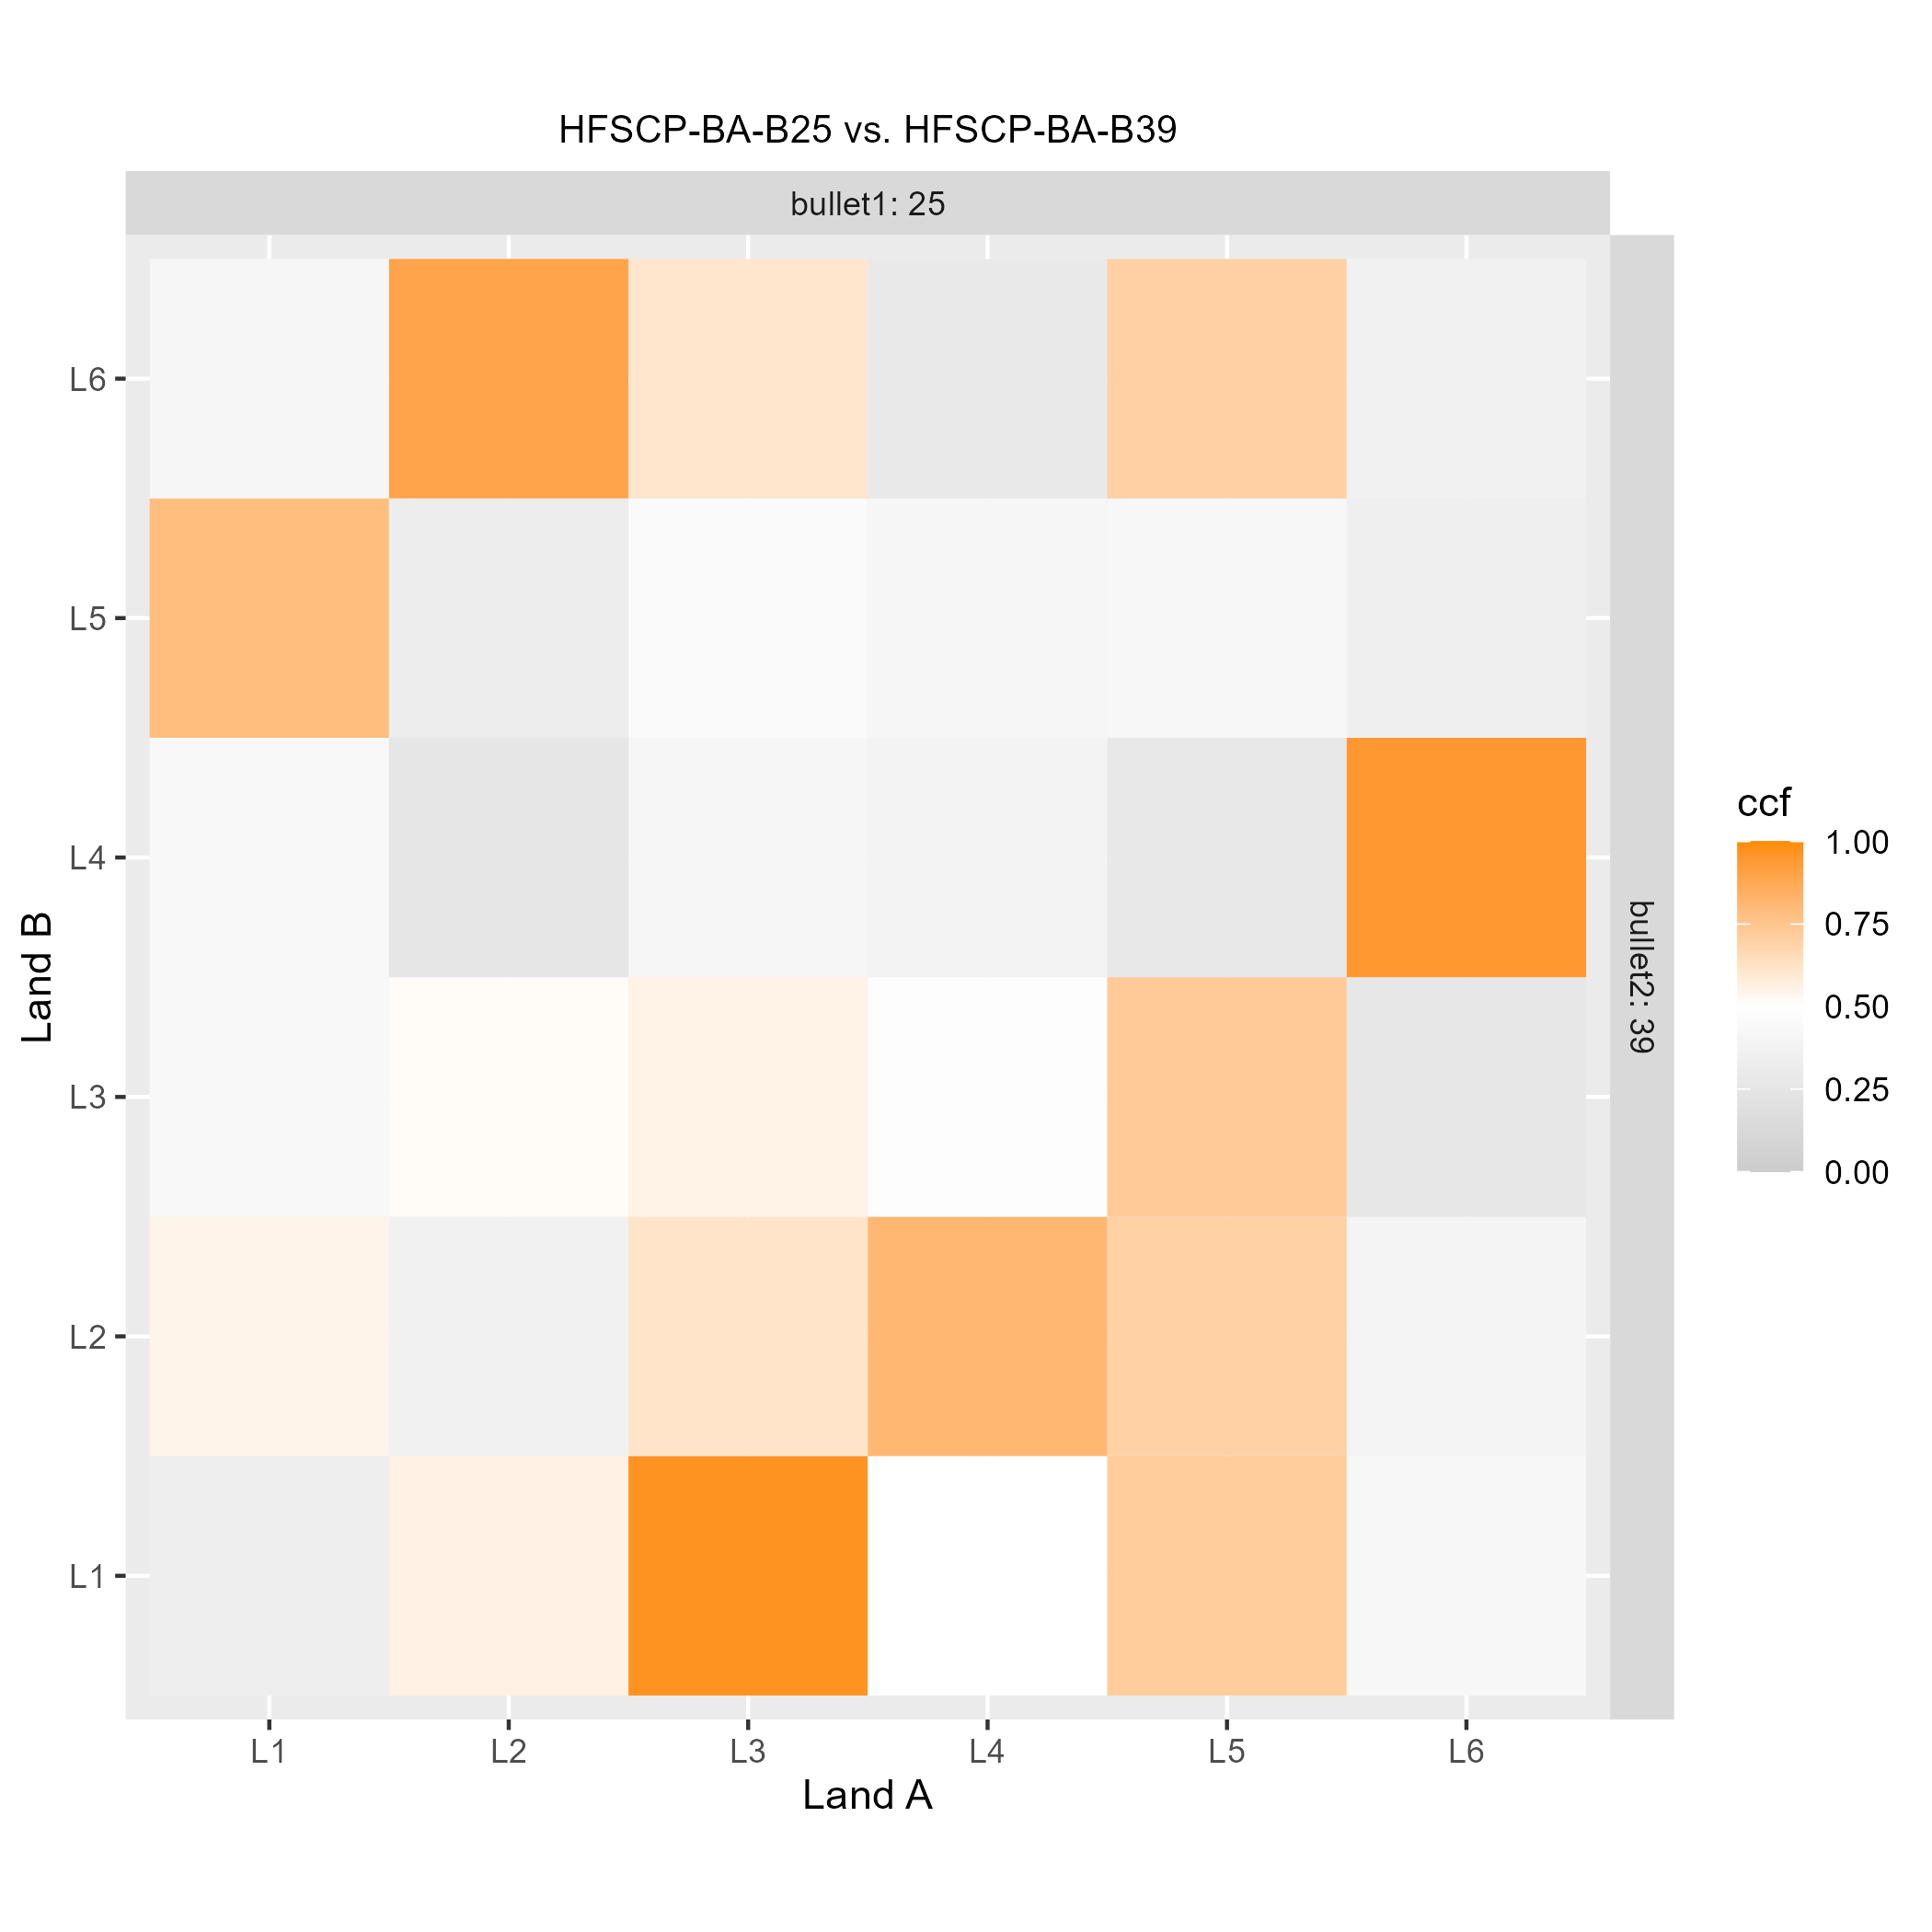 HFSCP-BA-B25 vs. HFSCP-BA-B39
bullet1: 25
L6
L5
L4
L3
L2
L1
Land B
L1 L2 L3 L4 L5 L6
Land A
bullet2: 39
ccf
1.00
0.75
0.50
0.25
0.00